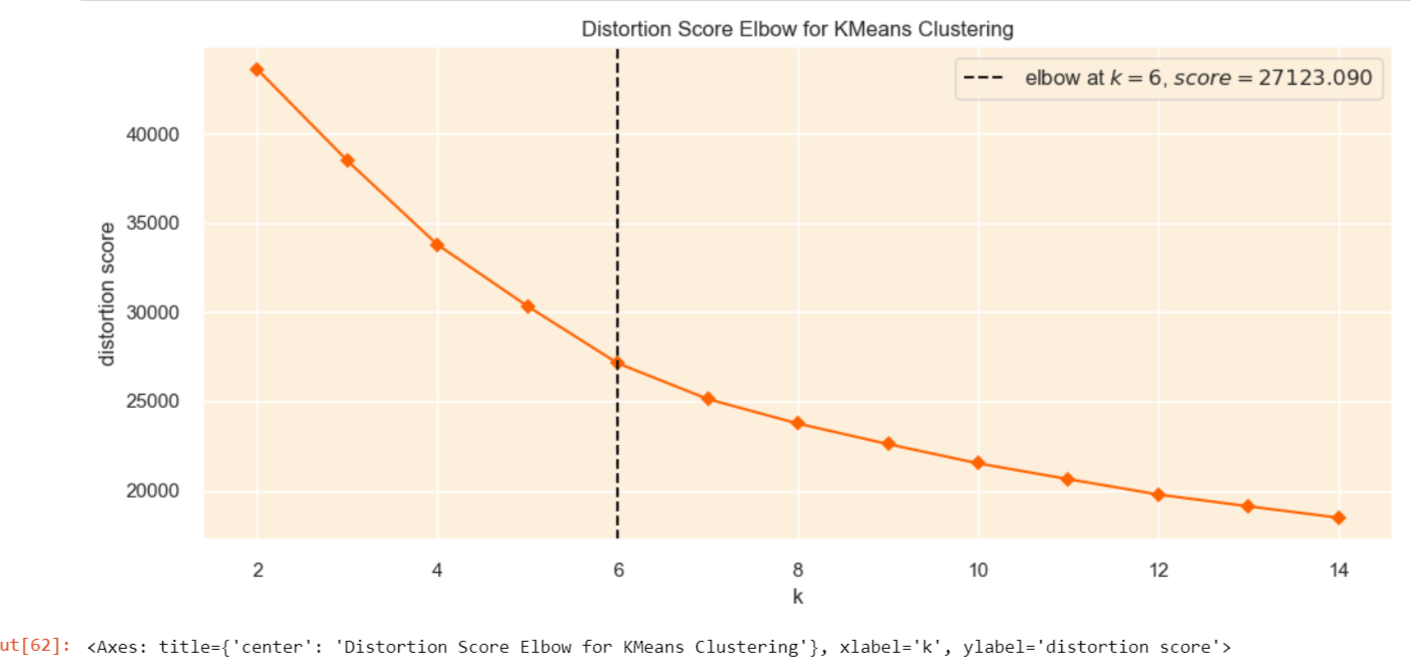 Distortion Score Elbow for KMeans Clustering
elbow at k = 6, score = 27123.090
40000
35000
30000
25000
20000
distortion score
2 4 6 8 10 12 14
k
ut[62]: <Axes: title={'center': 'Distortion Score Elbow for KMeans Clustering'}, xlabel='k', ylabel='distortion score'>